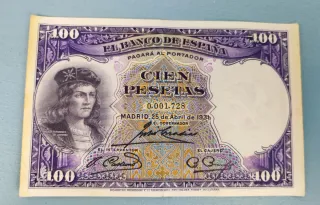 100 100
EL BANCO DE ESPAÑA
PAGARÁ AL PORTADOR
CIEN
PESETAS
0,001,728
MADRID, 25 de Abril de 1931
EL GOBERNADOR
EL INTERVENTOR
EL CAJERO
100 100